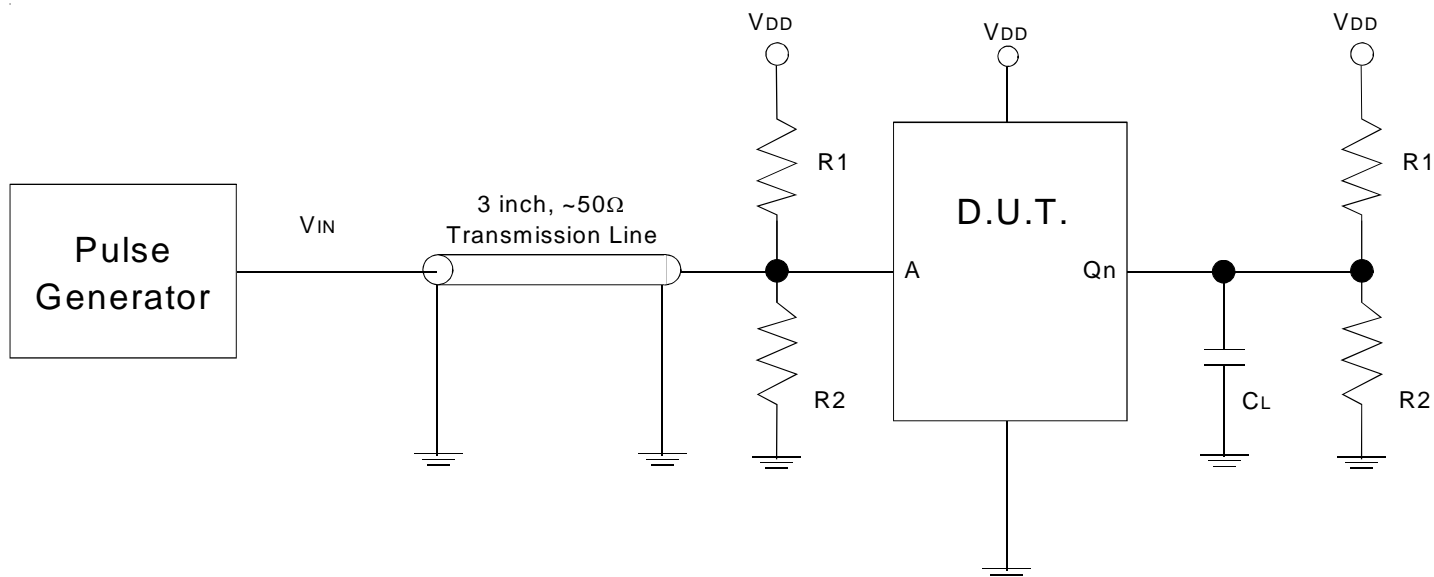 VDD
VDD
VDD
R1
R1
3 inch, ~50Ω
Transmission Line
D.U.T.
VIN
Pulse
Generator
A
Qn
R2
CL
R2